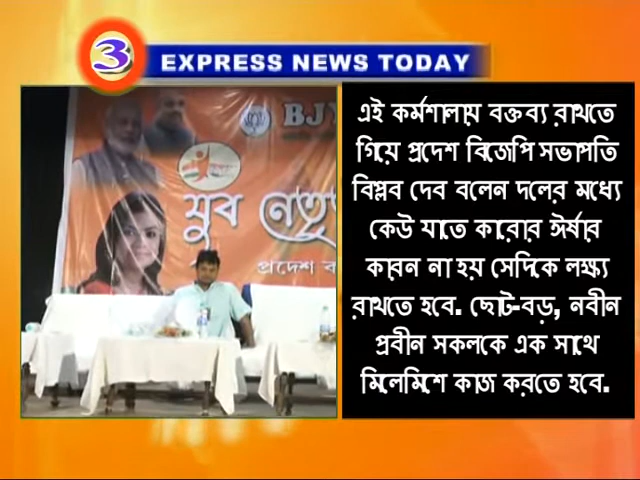 3
EXPRESS NEWS TODAY
BJY
যুব নেতৃ
প্রদেশ ক
এই কর্মশালায় বক্তব্য রাখতে
গিয়ে প্রদেশ বিজেপি সভাপতি
বিপ্লব দেব বলেন দলের মধ্যে
কেউ যাতে কারোর ঈর্ষার
কারন না হয় সেদিকে লক্ষ্য
রাখতে হবে. ছোট-বড়, নবীন
প্রবীন সকলকে এক সাথে
মিলেমিশে কাজ করতে হবে.